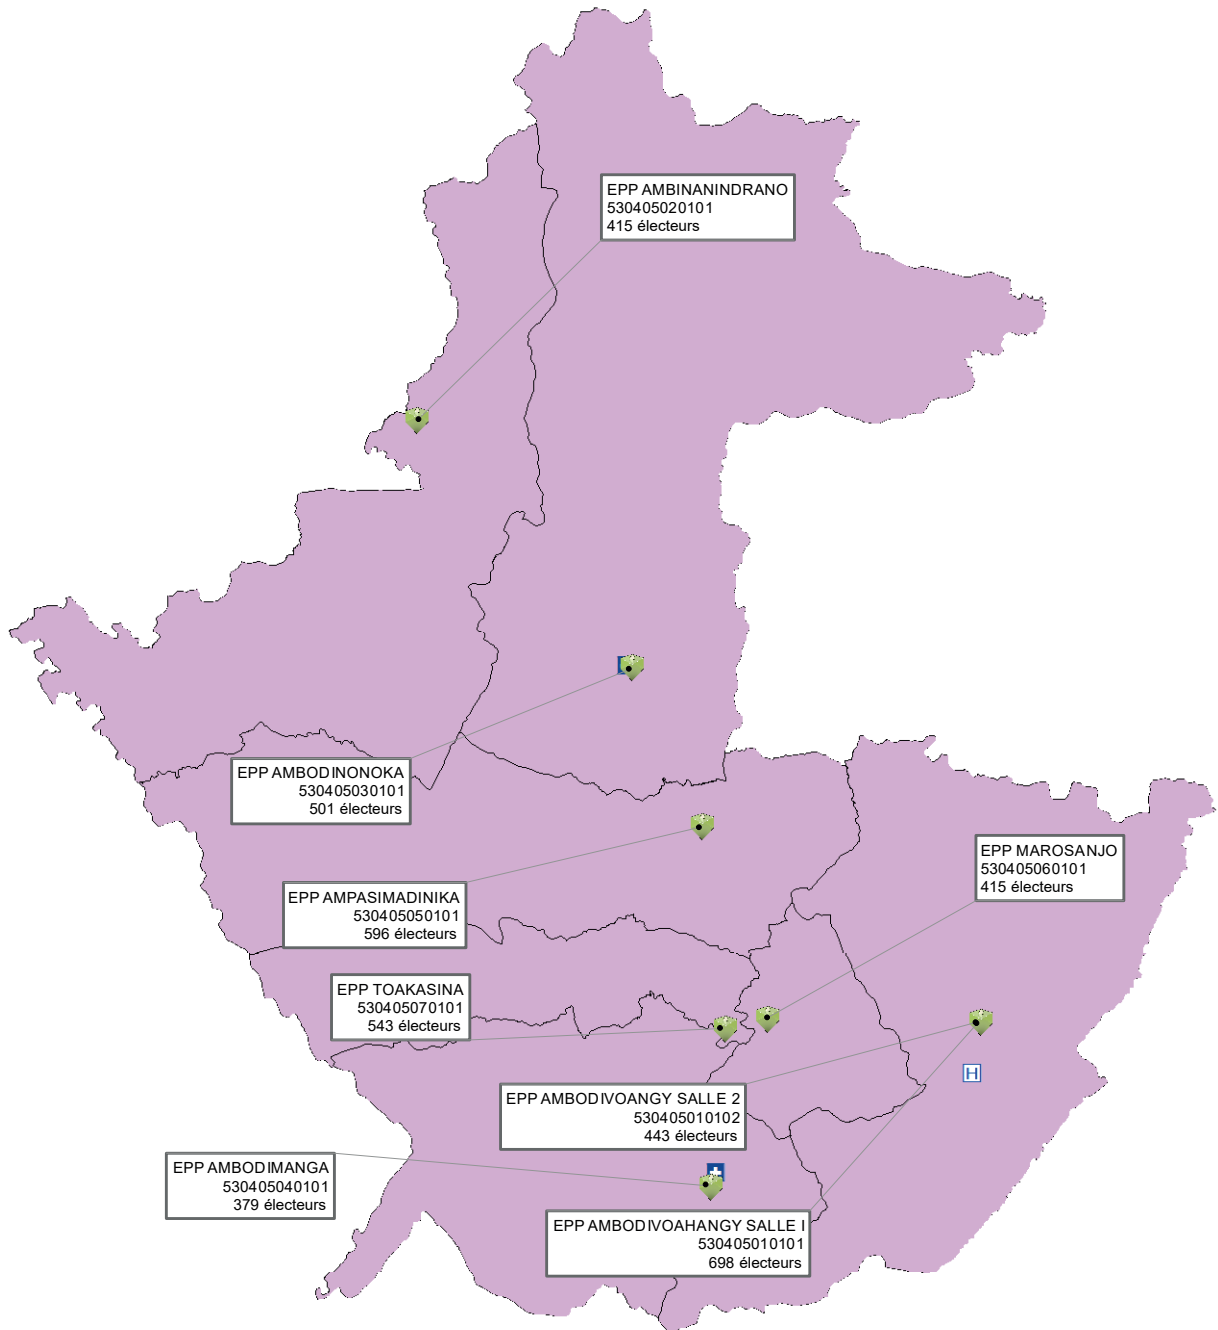 EPP AMBINANINDRANO
530405020101
415 électeurs
EPP AMBODINONOKA
530405030101
501 électeurs
EPP MAROSANJO
530405060101
415 électeurs
EPP AMPASIMADINIKA
530405050101
596 électeurs
EPP TOAKASINA
530405070101
543 électeurs
H
EPP AMBODIVOANGY SALLE 2
530405010102
443 électeurs
EPP AMBODIMANGA
530405040101
379 électeurs
EPP AMBODIVOAHANGY SALLE I
530405010101
698 électeurs